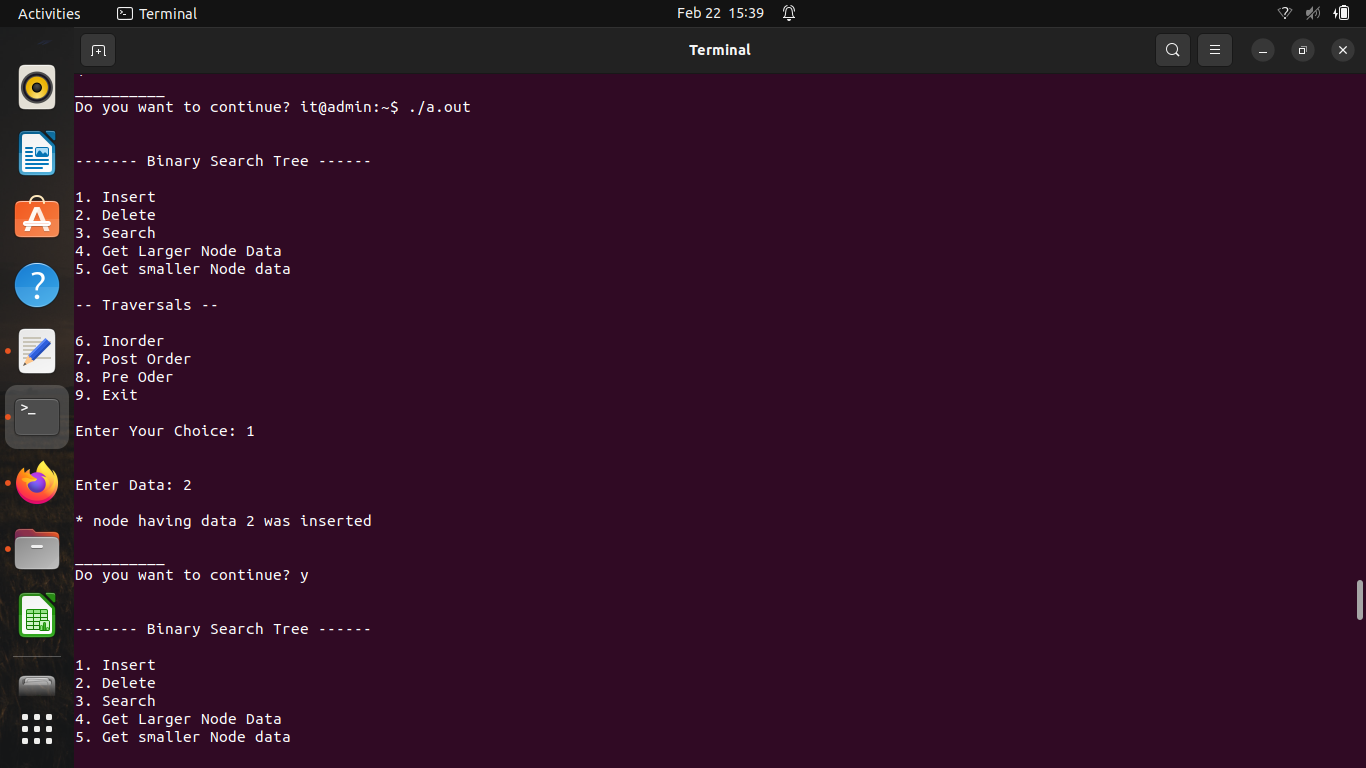 Activities
Terminal
Feb 22 15:39
Terminal
__________
Do you want to continue? it@admin:~$ ./a.out
------- Binary Search Tree ------
1. Insert
2. Delete
3. Search
4. Get Larger Node Data
5. Get smaller Node data
-- Traversals --
6. Inorder
7. Post Order
8. Pre Oder
9. Exit
Enter Your Choice: 1
Enter Data: 2
* node having data 2 was inserted
__________
Do you want to continue? y
------- Binary Search Tree ------
1. Insert
2. Delete
3. Search
4. Get Larger Node Data
5. Get smaller Node data